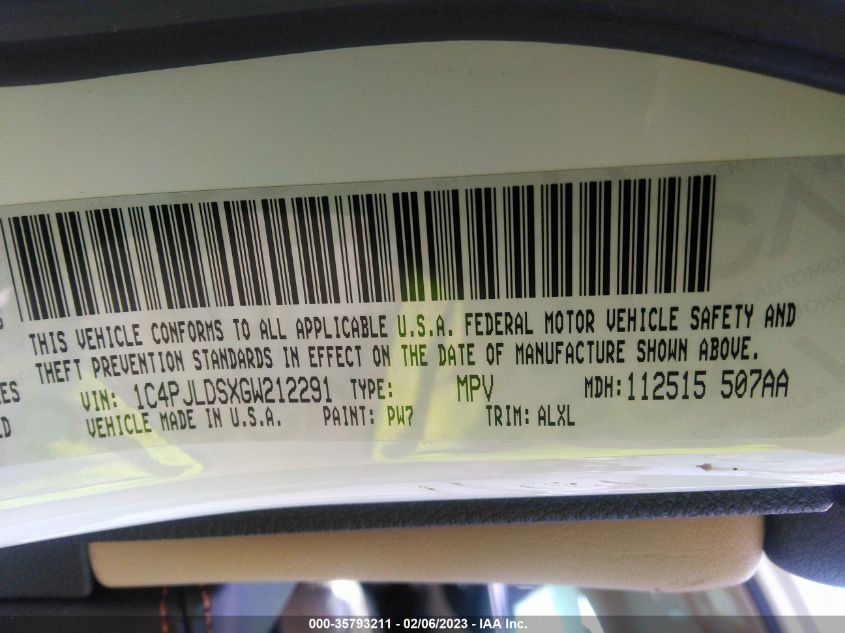 THIS VEHICLE CONFORMS TO ALL APPLICABLE U.S.A. FEDERAL MOTOR VEHICLE SAFETY AND
THEFT PREVENTION STANDARDS IN EFFECT ON THE DATE OF MANUFACTURE SHOWN ABOVE.
VIN: 1C4PJLDSXGW212291 TYPE: MPV MDH:112515 507AA
VEHICLE MADE IN U.S.A. PAINT: PW7 TRIM: ALXL
000-35793211 - 02/06/2023 - IAA Inc.